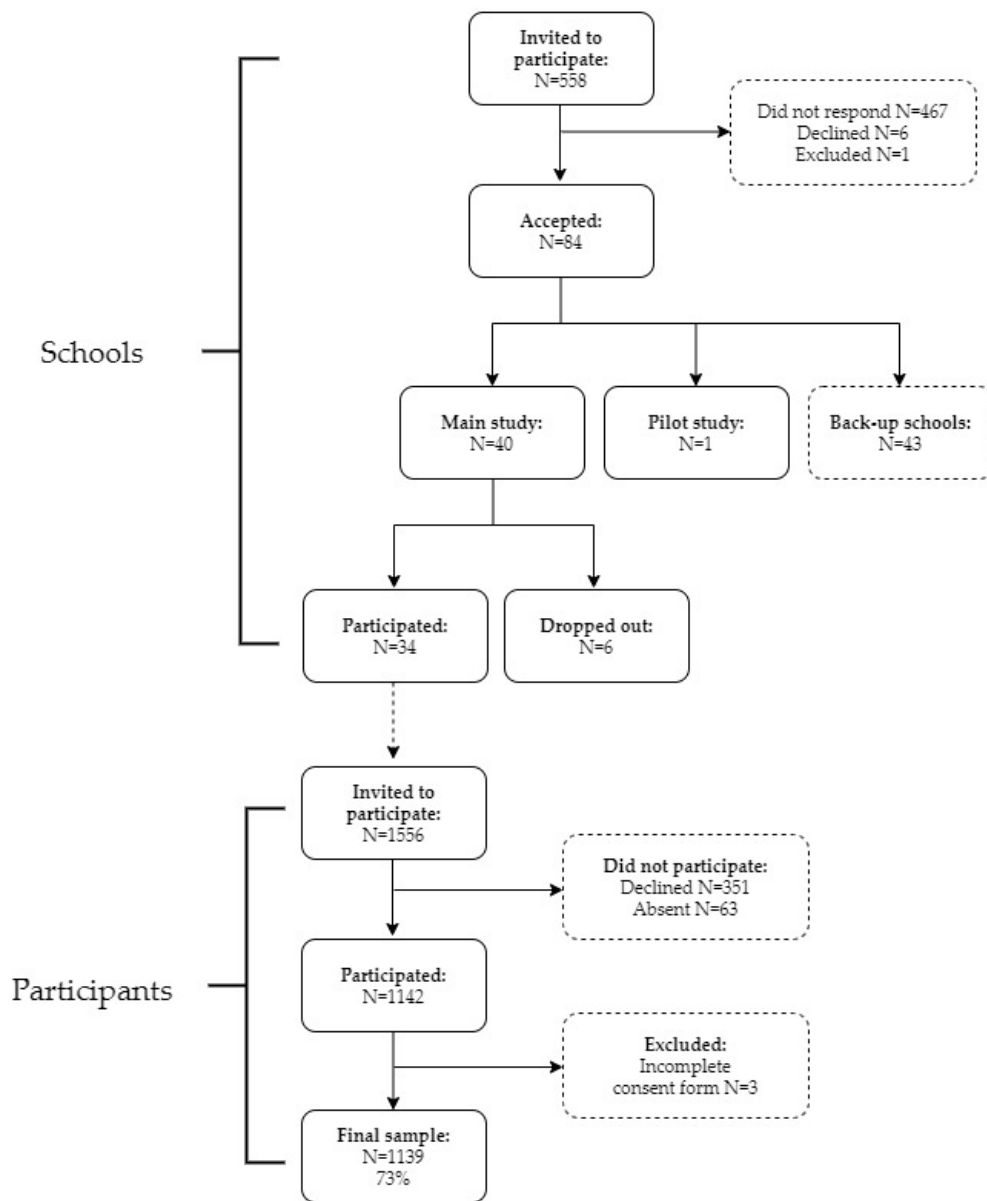 Invited to
participate:
N=558
Did not respond N=467
Declined N=6
Excluded N=1
Accepted:
N=84
Schools
Main study:
N=40
Pilot study:
N=1
Back-up schools:
N=43
Participated:
N=34
Dropped out:
N=6
Invited to
participate:
N=1556
Did not participate:
Declined N=351
Absent N=63
Participants
Participated:
N=1142
Excluded:
Incomplete
consent form N=3
Final sample:
N=1139
73%